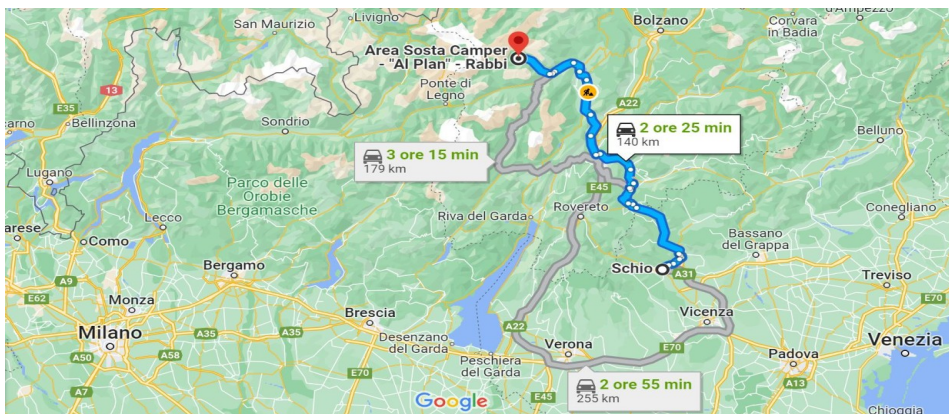 San Maurizio
Livigno
Bolzano
Corvara
in Badia
d'Ampezzo
Area Sosta Camper
- "Al Plan" - Rabbi
Ponte di
Legno
E35
13
Bellinzona
Sondrio
A22
2 ore 25 min
140 km
Belluno
carno
3 ore 15 min
179 km
Lugano
Parco delle
Orobie
Bergamasche
E45
Rovereto
Riva del Garda
Conegliano
Lecco
Bassano
del Grappa
arese
Como
Schio
A31
A9
Bergamo
Treviso
E62
Monza
E70
A35
A35
Brescia
A22
Vicenza
Milano
Desenzano
del Garda
Verona
E70
Venezia
A50
A58
Peschiera
del Garda
Padova
E70
A13
A7
Google
E45
2 ore 55 min
255 km
Chioggia